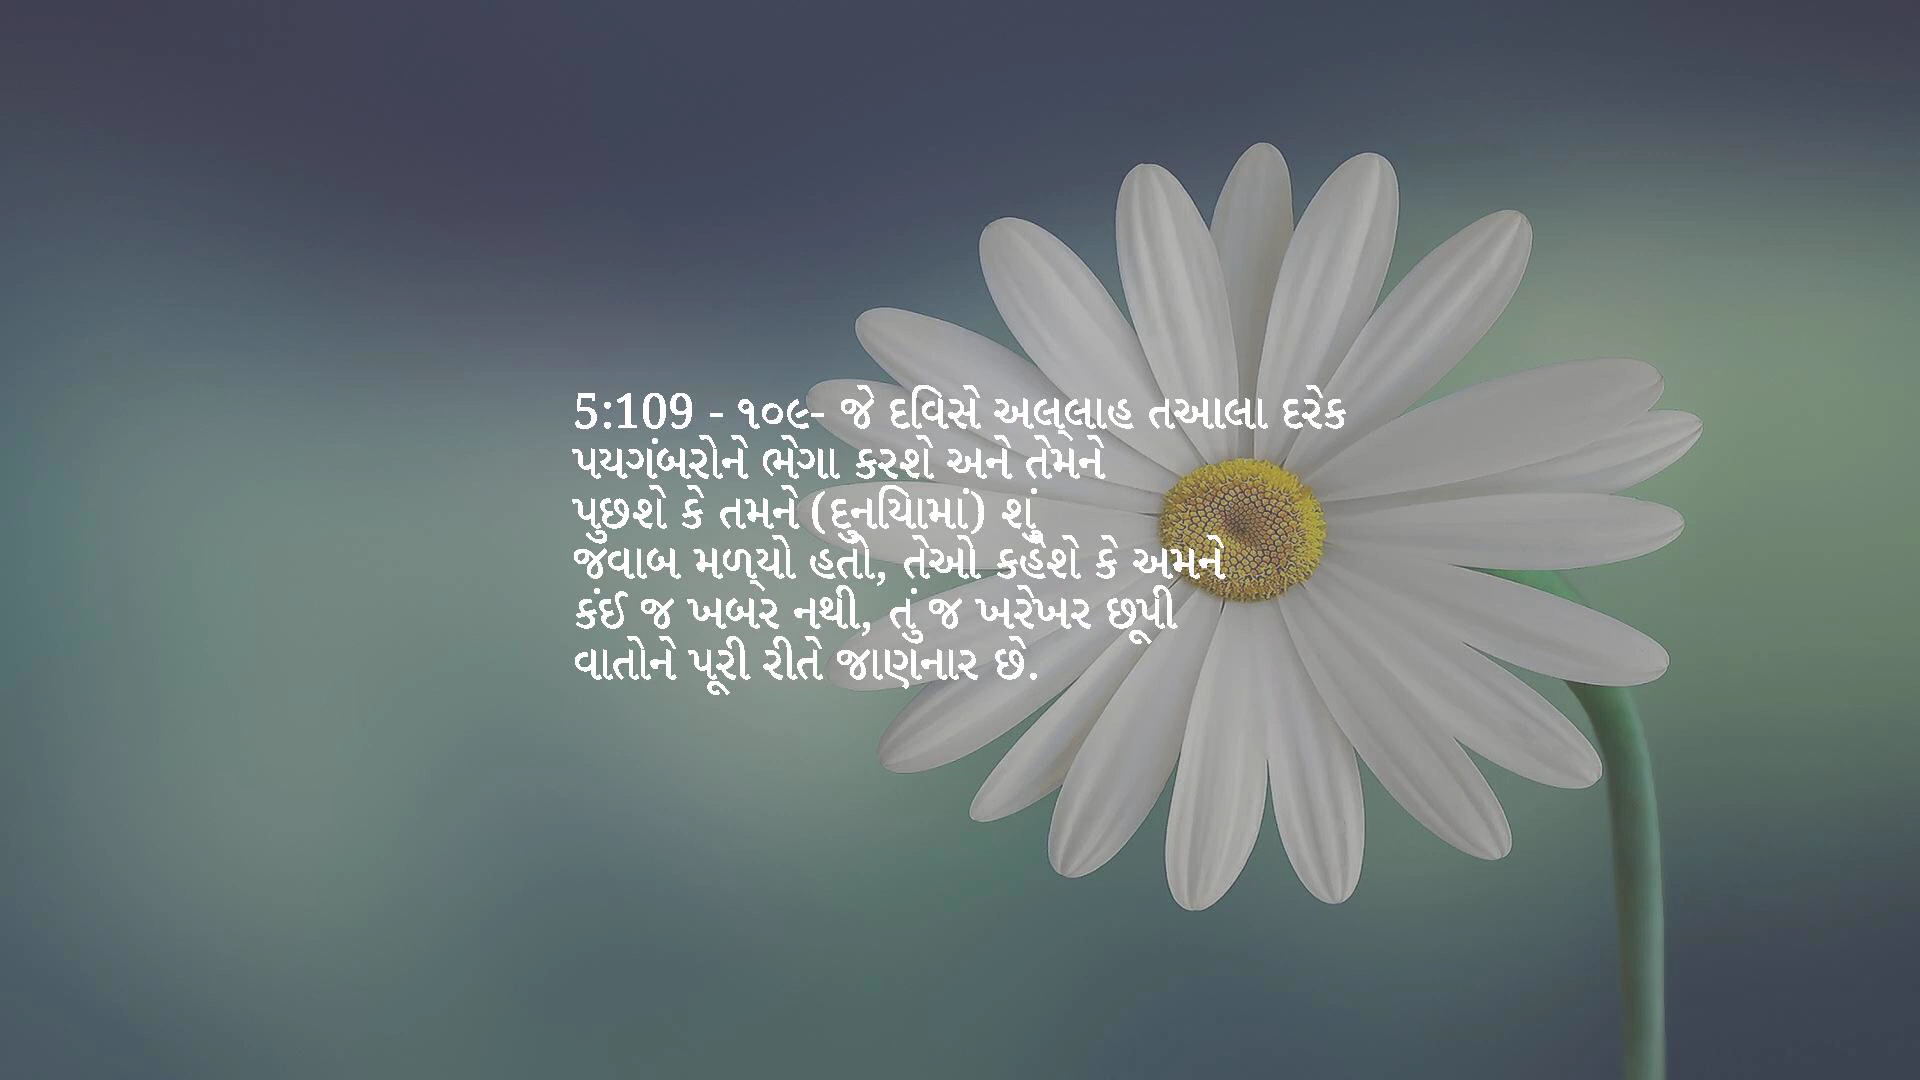 5:109 - ૧૦૯- જે દિવસે અલ્લાહ તઆલા દરેક
પયગંબરોને ભેગા કરશે અને તેમને
પુછશે કે તમને (દુનિયામાં) શું
જવાબ મળ્યો હતો, તેઓ કહેશે કે અમને
કંઈ જ ખબર નથી, તું જ ખરેખર છૂપી
વાતોને પૂરી રીતે જાણનાર છે.